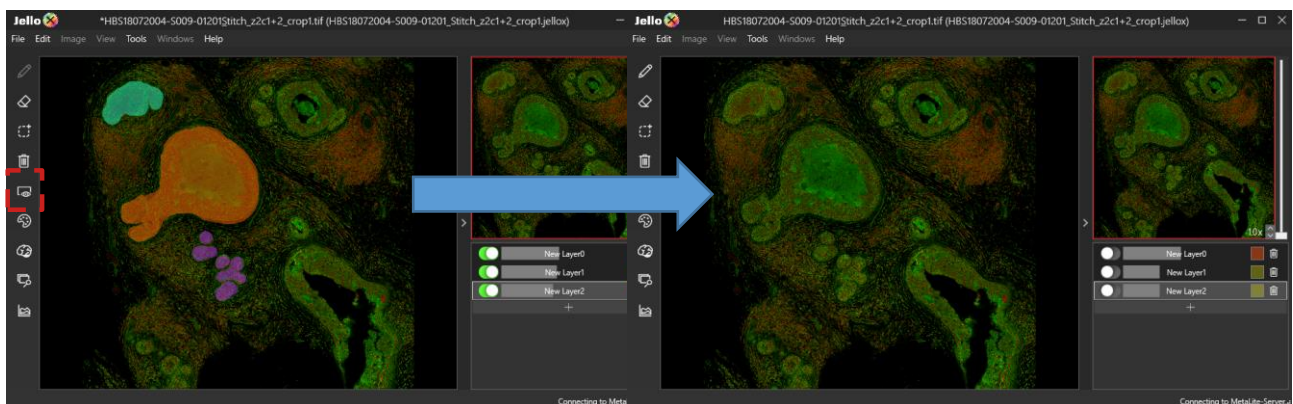 Jello
*HBS18072004-S009-01201Stitch_z2c1+2_crop1.tif (HBS18072004-S009-01201_Stitch_z2c1+2_crop1.jellox)
File Edit Image View Tools Windows Help
New Layer0
New Layer1
New Layer2
Connecting to Meta
Jello
HBS18072004-S009-01201Stitch_z2c1+2_crop1.tif (HBS18072004-S009-01201_Stitch_z2c1+2_crop1.jellox)
File Edit Image View Tools Windows Help
10x
New Layer0
New Layer1
New Layer2
Connecting to MetaLite-Server